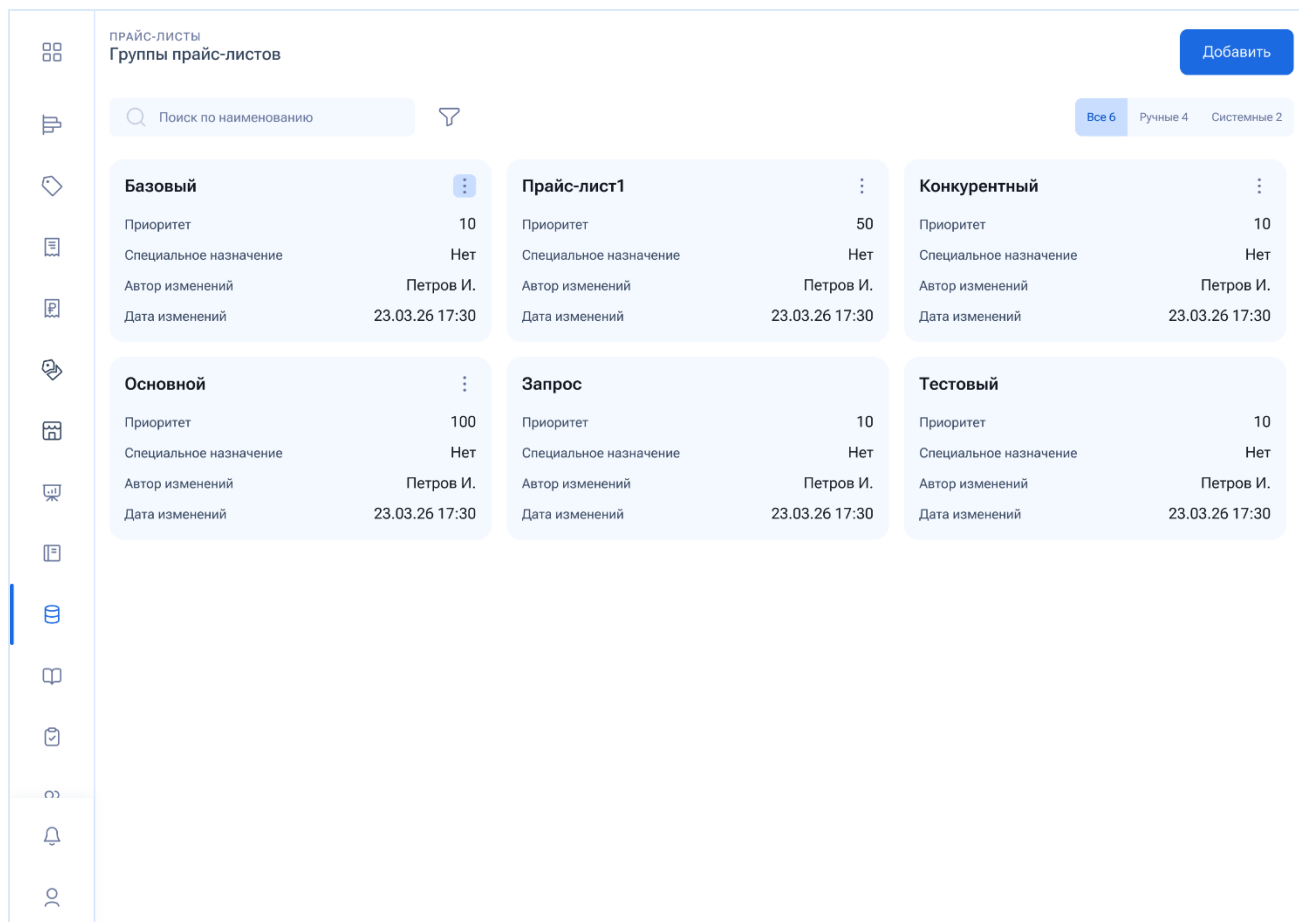 ПРАЙС-ЛИСТЫ
Группы прайс-листов
Добавить
Поиск по наименованию
Все 6 Ручные 4 Системные 2
Базовый
Приоритет 10
Специальное назначение Нет
Автор изменений Петров И.
Дата изменений 23.03.26 17:30
Прайс-лист1
Приоритет 50
Специальное назначение Нет
Автор изменений Петров И.
Дата изменений 23.03.26 17:30
Конкурентный
Приоритет 10
Специальное назначение Нет
Автор изменений Петров И.
Дата изменений 23.03.26 17:30
Основной
Приоритет 100
Специальное назначение Нет
Автор изменений Петров И.
Дата изменений 23.03.26 17:30
Запрос
Приоритет 10
Специальное назначение Нет
Автор изменений Петров И.
Дата изменений 23.03.26 17:30
Тестовый
Приоритет 10
Специальное назначение Нет
Автор изменений Петров И.
Дата изменений 23.03.26 17:30